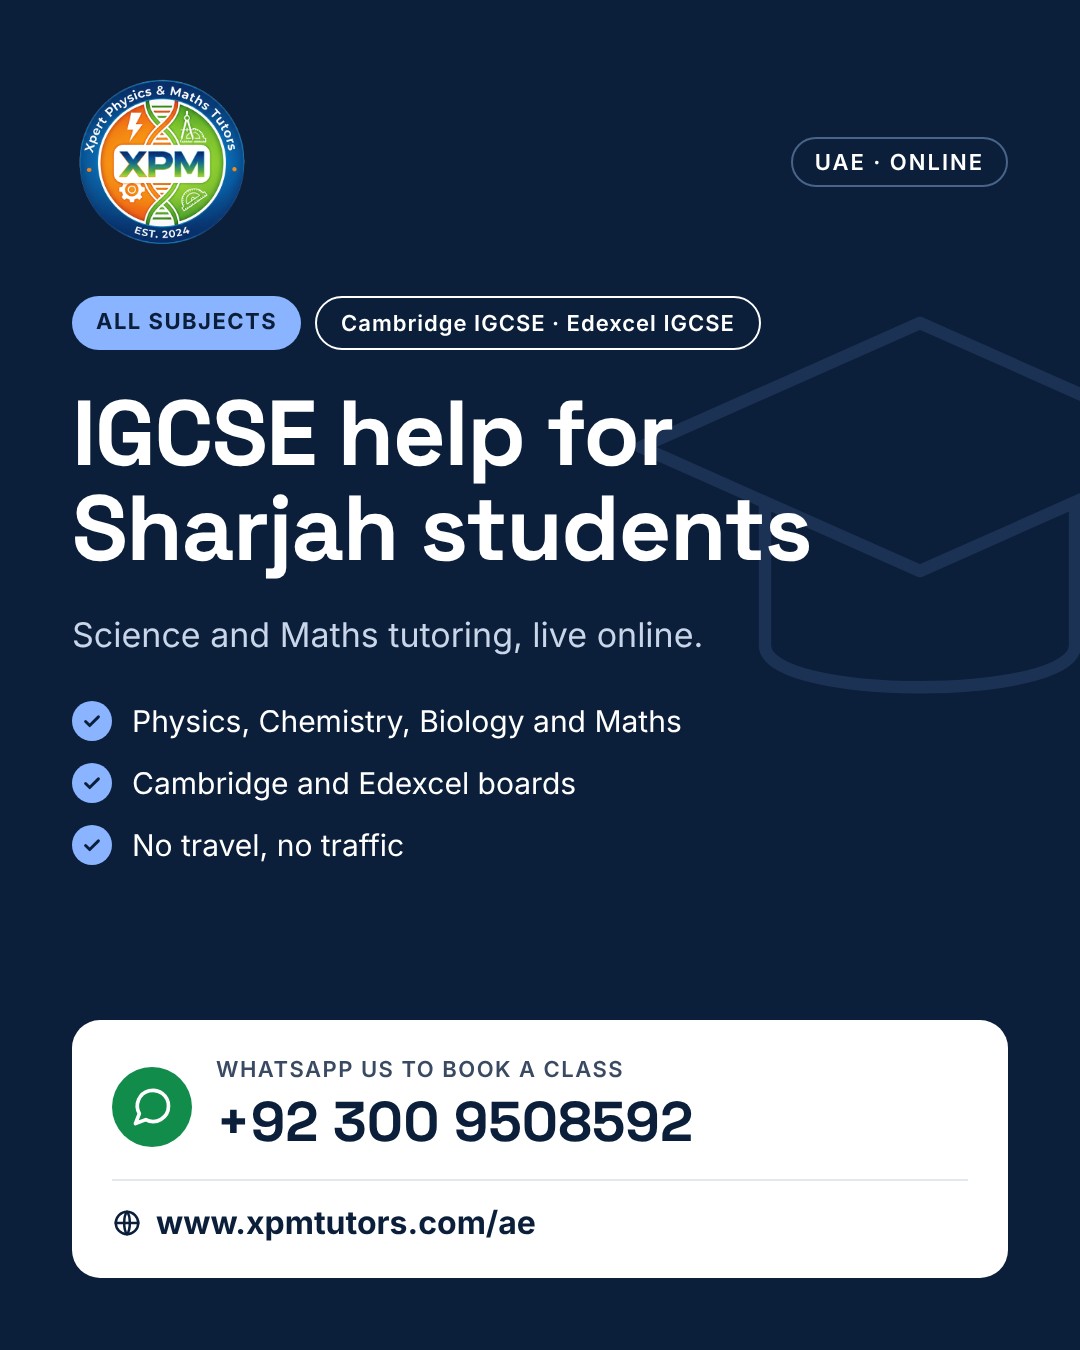 Xpert Physics & Maths Tutors
XPM
EST. 2024
UAE · ONLINE
ALL SUBJECTS
Cambridge IGCSE · Edexcel IGCSE
IGCSE help for
Sharjah students
Science and Maths tutoring, live online.
Physics, Chemistry, Biology and Maths
Cambridge and Edexcel boards
No travel, no traffic
WHATSAPP US TO BOOK A CLASS
+92 300 9508592
www.xpmtutors.com/ae